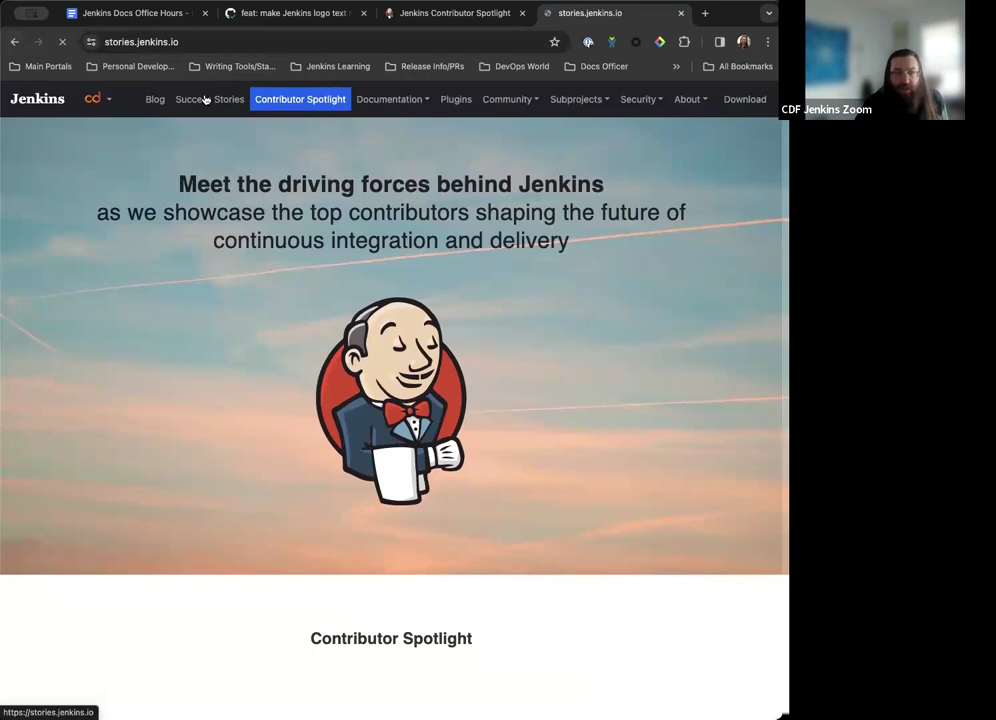 Jenkins Docs Office Hours -
feat: make Jenkins logo text
Jenkins Contributor Spotlight
stories.jenkins.io
stories.jenkins.io
Main Portals
Personal Develop...
Writing Tools/Sta...
Jenkins Learning
Release Info/PRs
DevOps World
Docs Officer
»
All Bookmarks
Jenkins
cd
Blog
Success Stories
Contributor Spotlight
Documentation
Plugins
Community
Subprojects
Security
About
Download
CDF Jenkins Zoom
Meet the driving forces behind Jenkins
as we showcase the top contributors shaping the future of
continuous integration and delivery
Contributor Spotlight
https://stories.jenkins.io